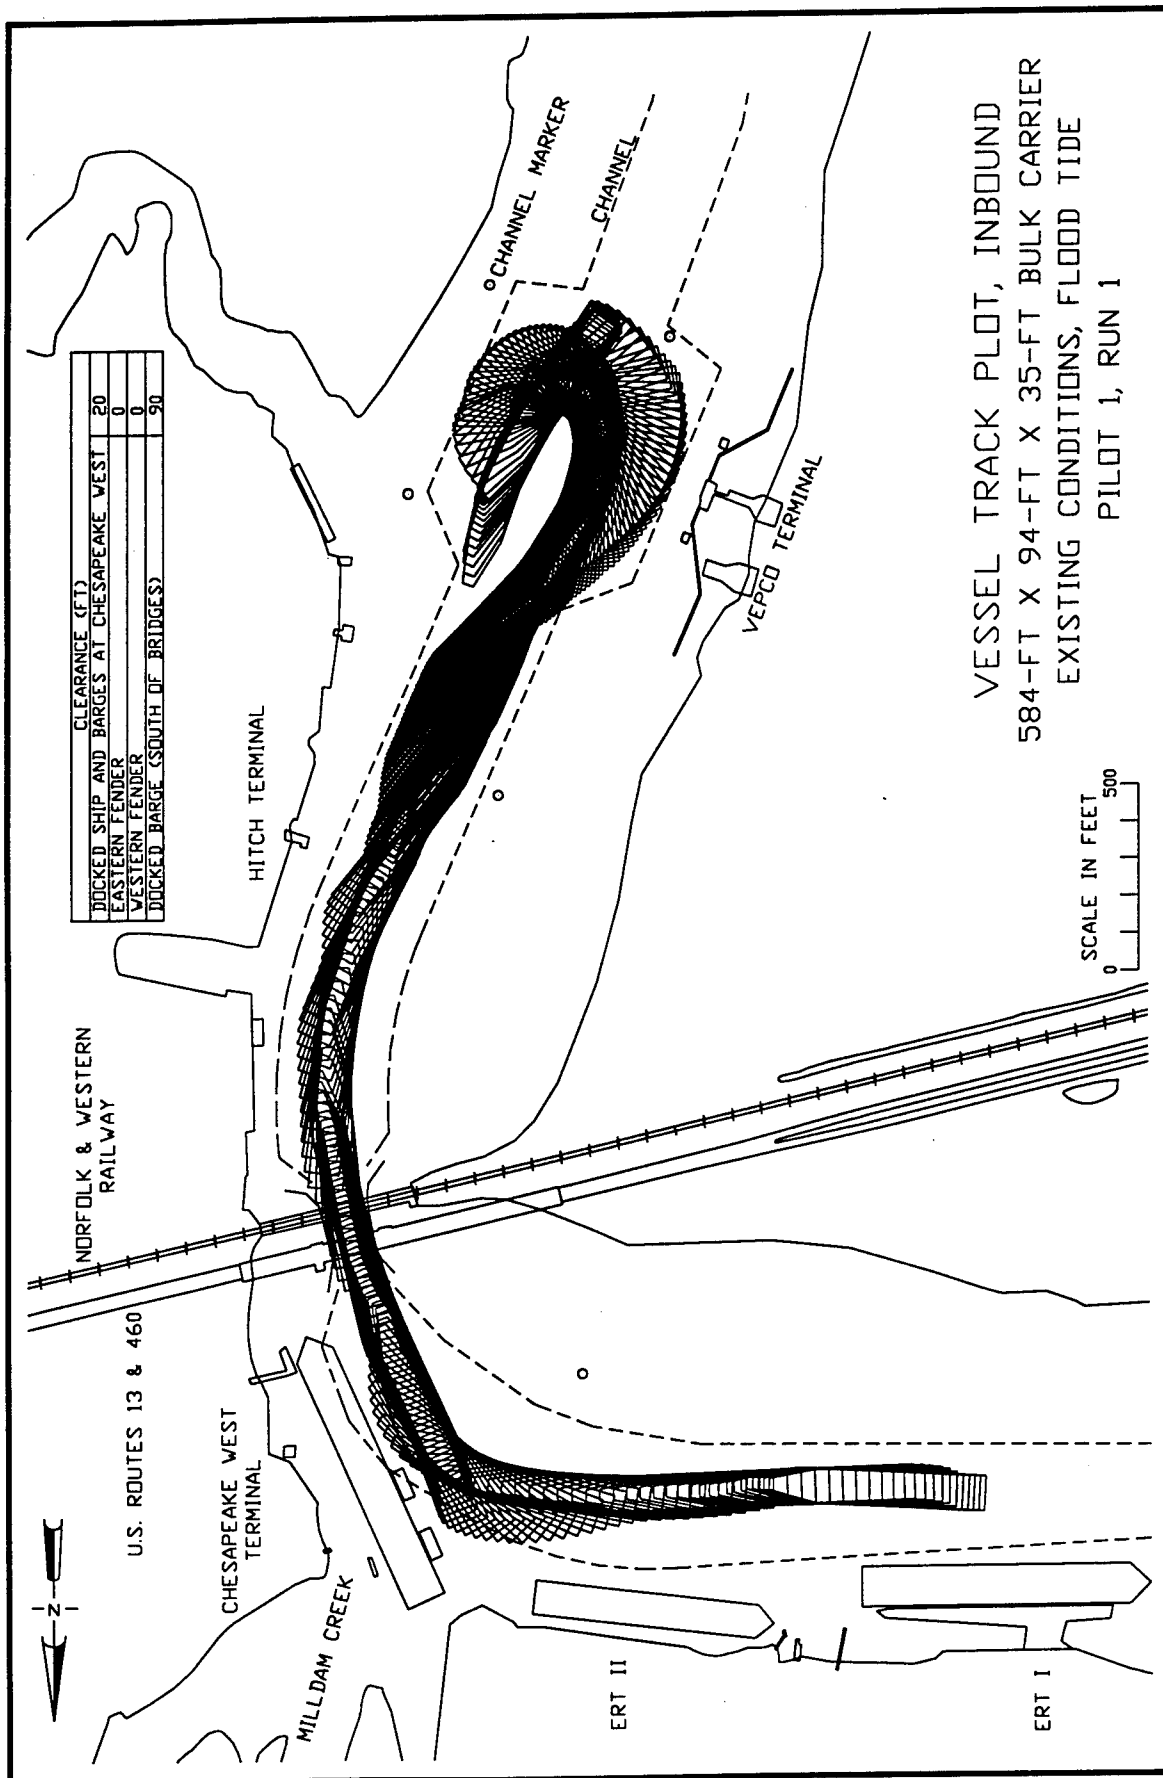 CLEARANCE (FT)
DOCKED SHIP AND BARGES AT CHESAPEAKE WEST 20
EASTERN FENDER 0
WESTERN FENDER 0
DOCKED BARGE (SOUTH OF BRIDGES) 90
NORFOLK & WESTERN
RAILWAY
HITCH TERMINAL
U.S. ROUTES 13 & 460
CHESAPEAKE WEST
TERMINAL
MILLDAM CREEK
CHANNEL MARKER
CHANNEL
VEPCO TERMINAL
ERT II
ERT I
N
SCALE IN FEET
0 500
VESSEL TRACK PLOT, INBOUND
584-FT X 94-FT X 35-FT BULK CARRIER
EXISTING CONDITIONS, FLOOD TIDE
PILOT 1, RUN 1